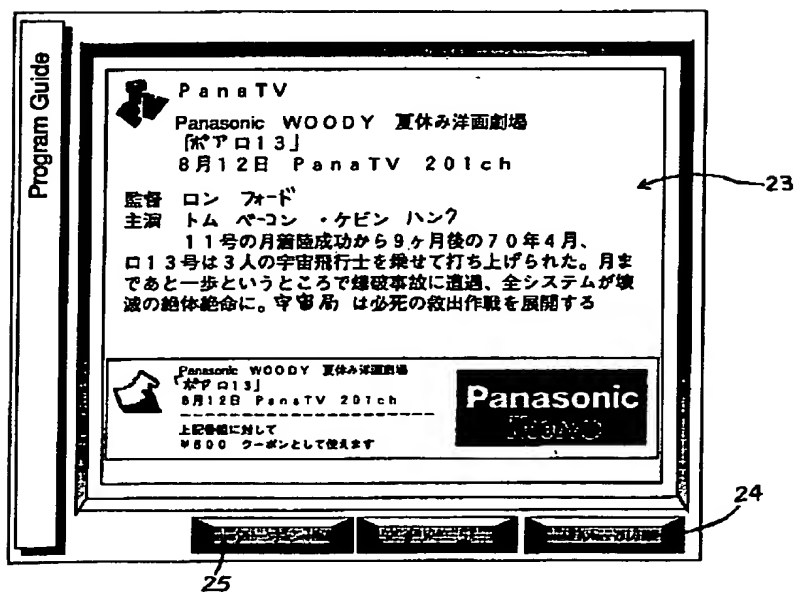 Program Guide
PanaTV
Panasonic WOODY 夏休み洋画劇場
「ポアロ13」
8月12日 PanaTV 201ch
監督 ロン フォード
主演 トム ベーコン ・ケビン ハンク
11号の月着陸成功から9ヶ月後の70年4月、
ロ13号は3人の宇宙飛行士を乗せて打ち上げられた。月ま
であと一歩というところで爆破事故に遭遇、全システムが壊
滅の絶体絶命に。宇宙局 は必死の救出作戦を展開する
Panasonic WOODY 夏休み洋画劇場
「ポアロ13」
8月12日 PanaTV 201ch
上記番組に対して
¥500 クーポンとして使えます
Panasonic
23
24
25